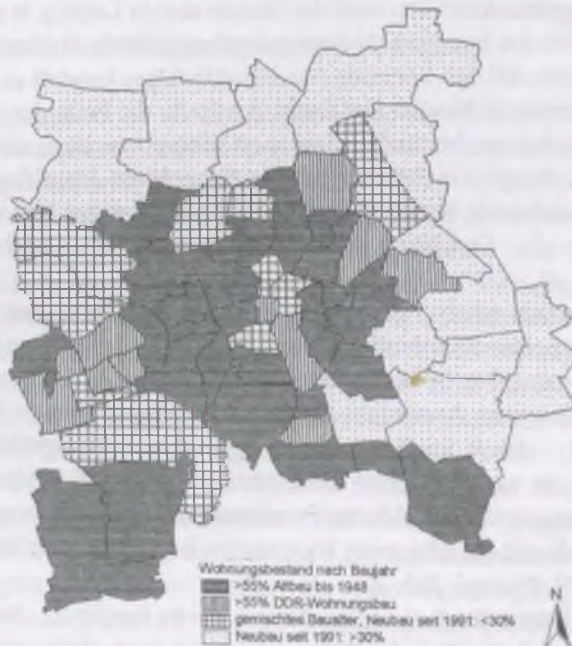 Wohnungsbestand nach Baujahr
>55% Altbau bis 1948
>55% DDR-Wohnungsbau
gemischtes Baualter, Neubau seit 1991: <30%
Neubau seit 1991: >30%
N